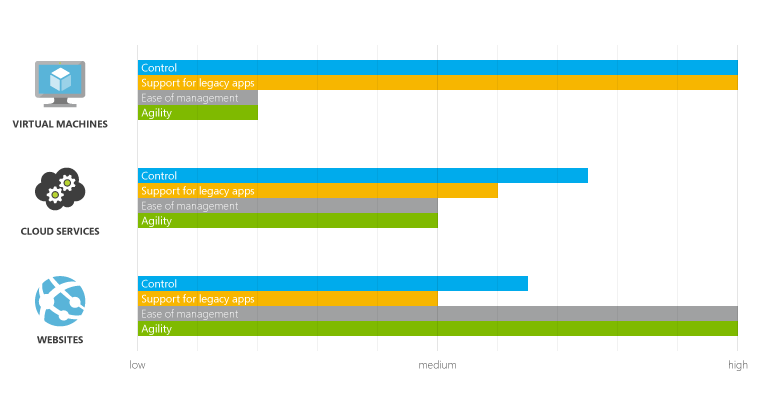 Control
Support for legacy apps
Ease of management
Agility
VIRTUAL MACHINES
Control
Support for legacy apps
Ease of management
Agility
CLOUD SERVICES
Control
Support for legacy apps
Ease of management
Agility
WEBSITES
low medium high